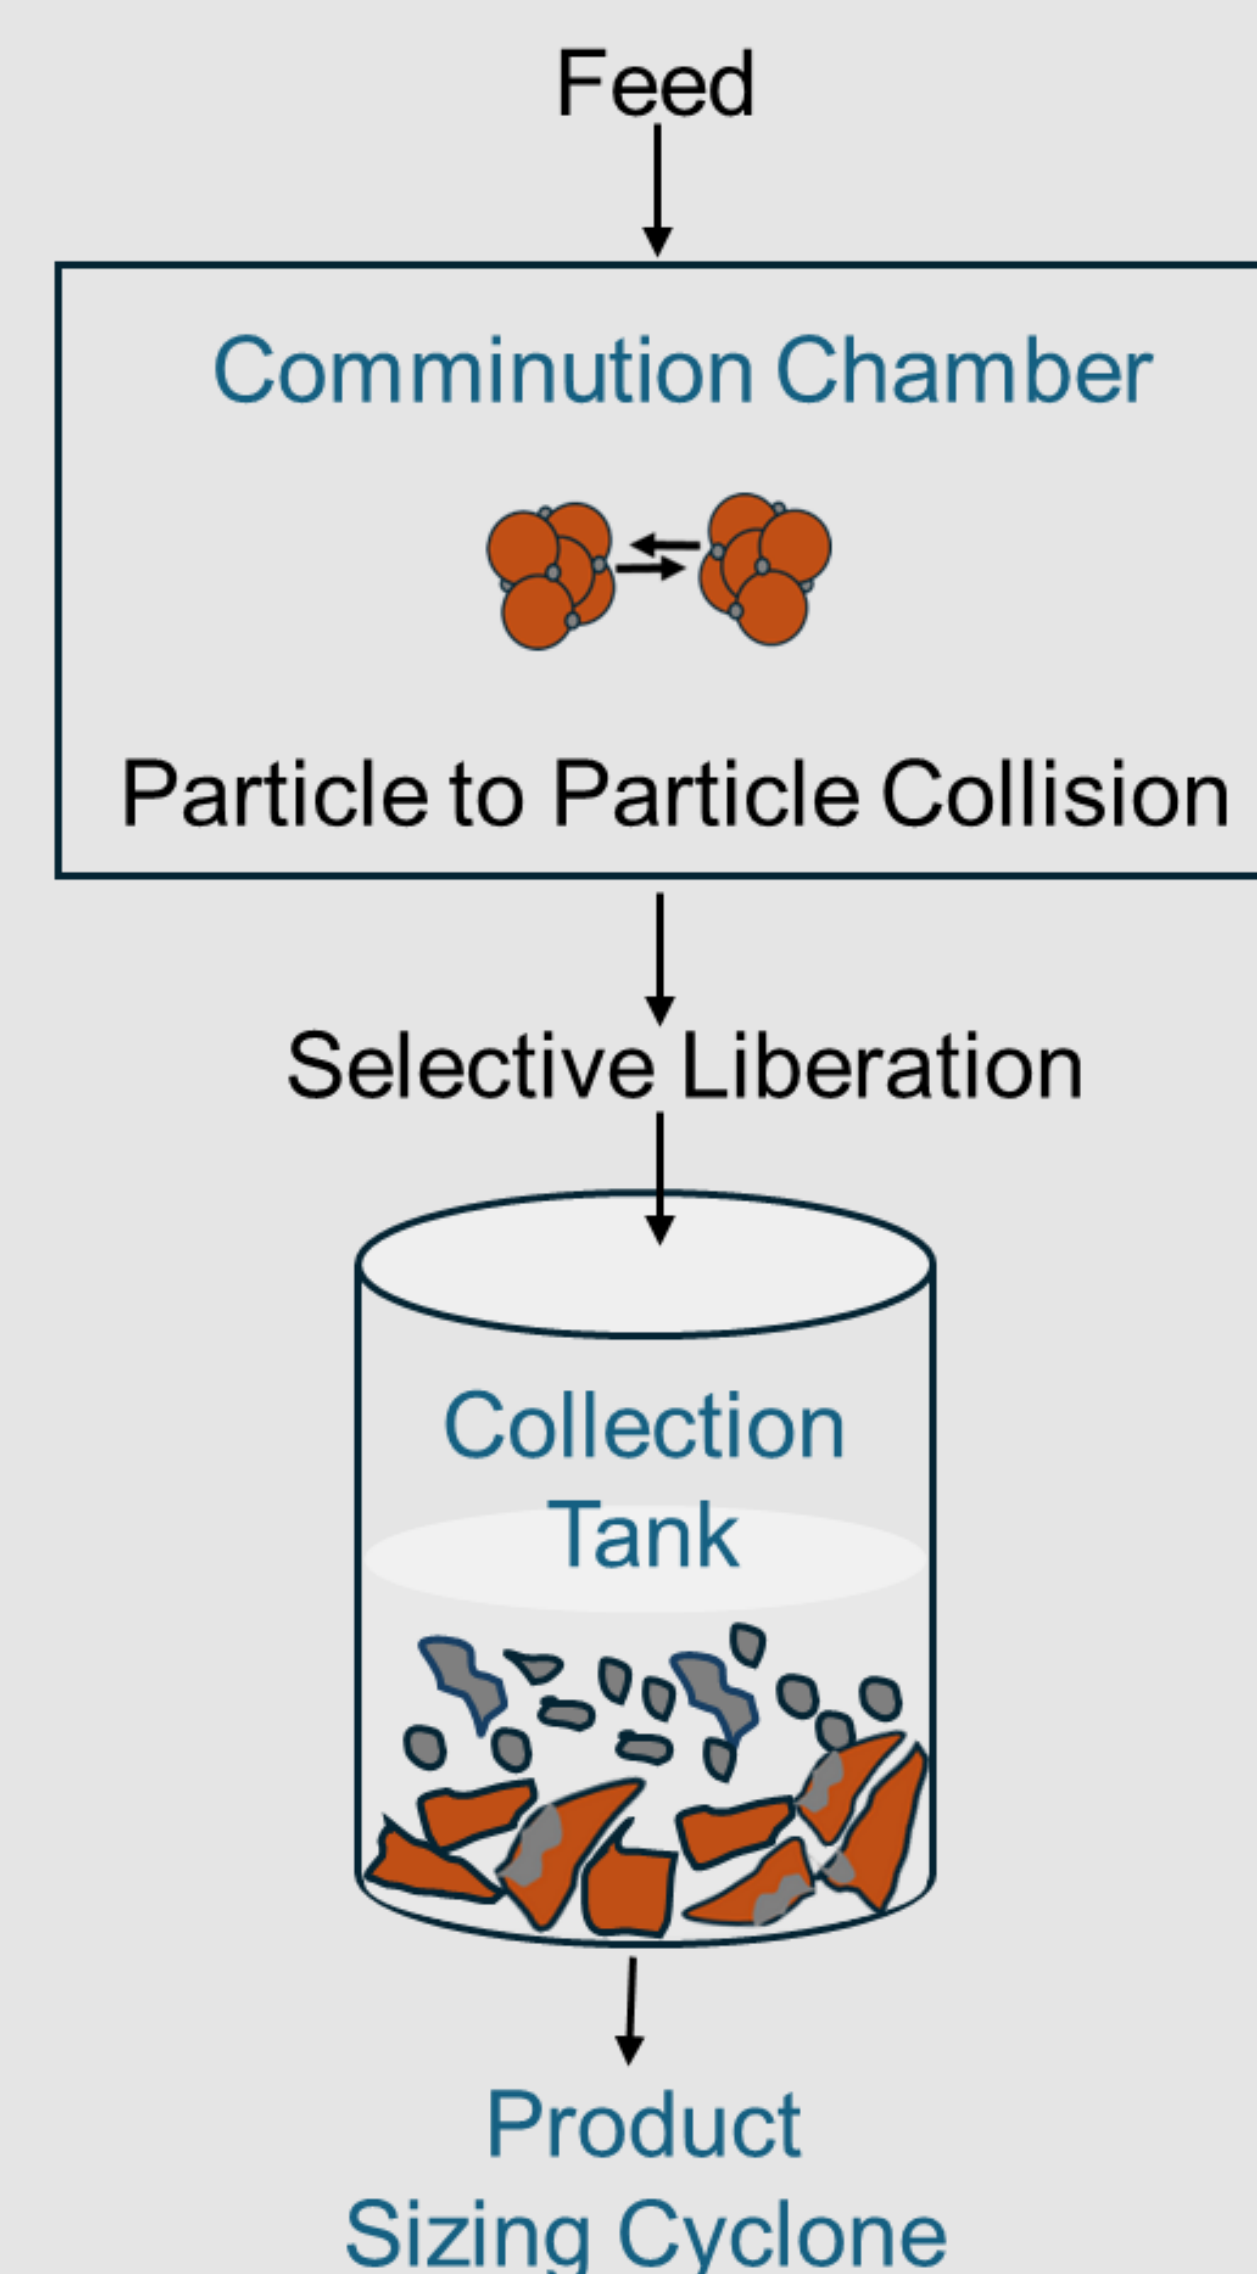 Feed
Comminution Chamber
Particle to Particle Collision
Selective Liberation
Collection
Tank
Product
Sizing Cyclone